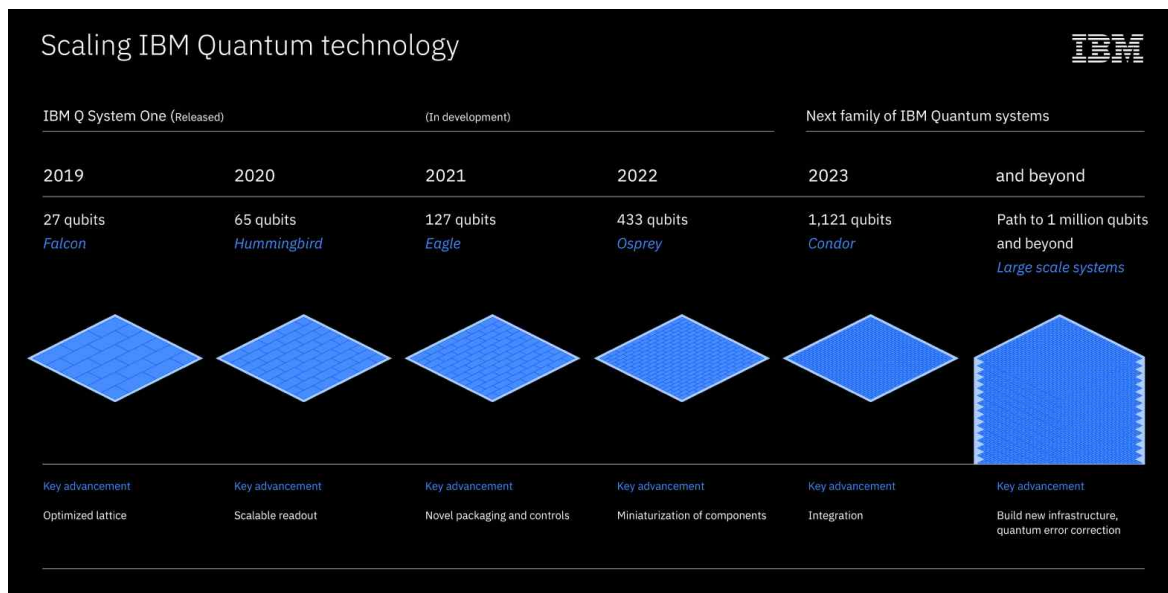 Scaling IBM Quantum technology
IBM
IBM Q System One (Released)
(In development)
Next family of IBM Quantum systems
2019
2020
2021
2022
2023
and beyond
27 qubits
Falcon
65 qubits
Hummingbird
127 qubits
Eagle
433 qubits
Osprey
1,121 qubits
Condor
Path to 1 million qubits
and beyond
Large scale systems
Key advancement
Optimized lattice
Key advancement
Scalable readout
Key advancement
Novel packaging and controls
Key advancement
Miniaturization of components
Key advancement
Integration
Key advancement
Build new infrastructure,
quantum error correction